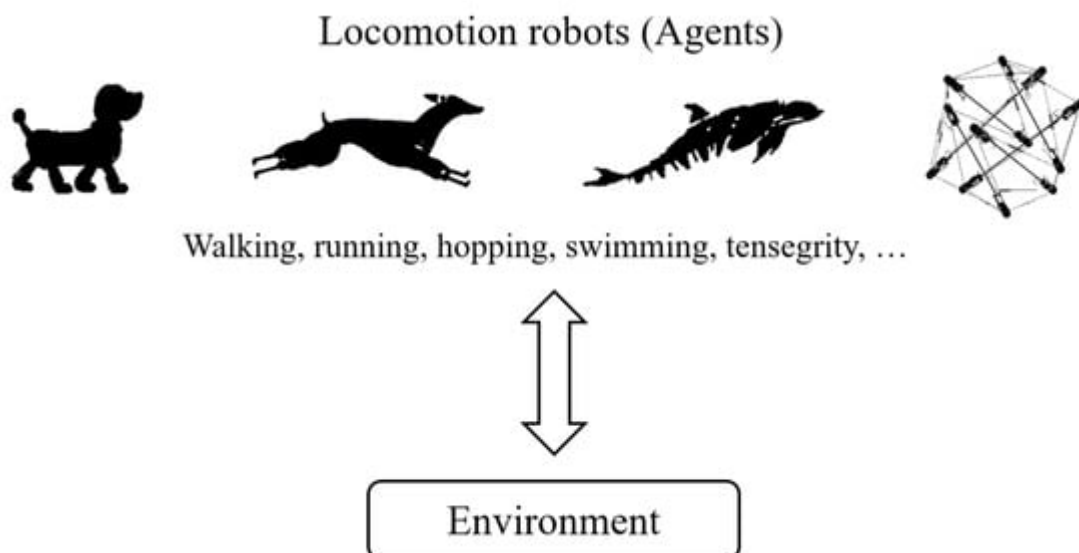 Locomotion robots (Agents)
Walking, running, hopping, swimming, tensegrity, …
Environment